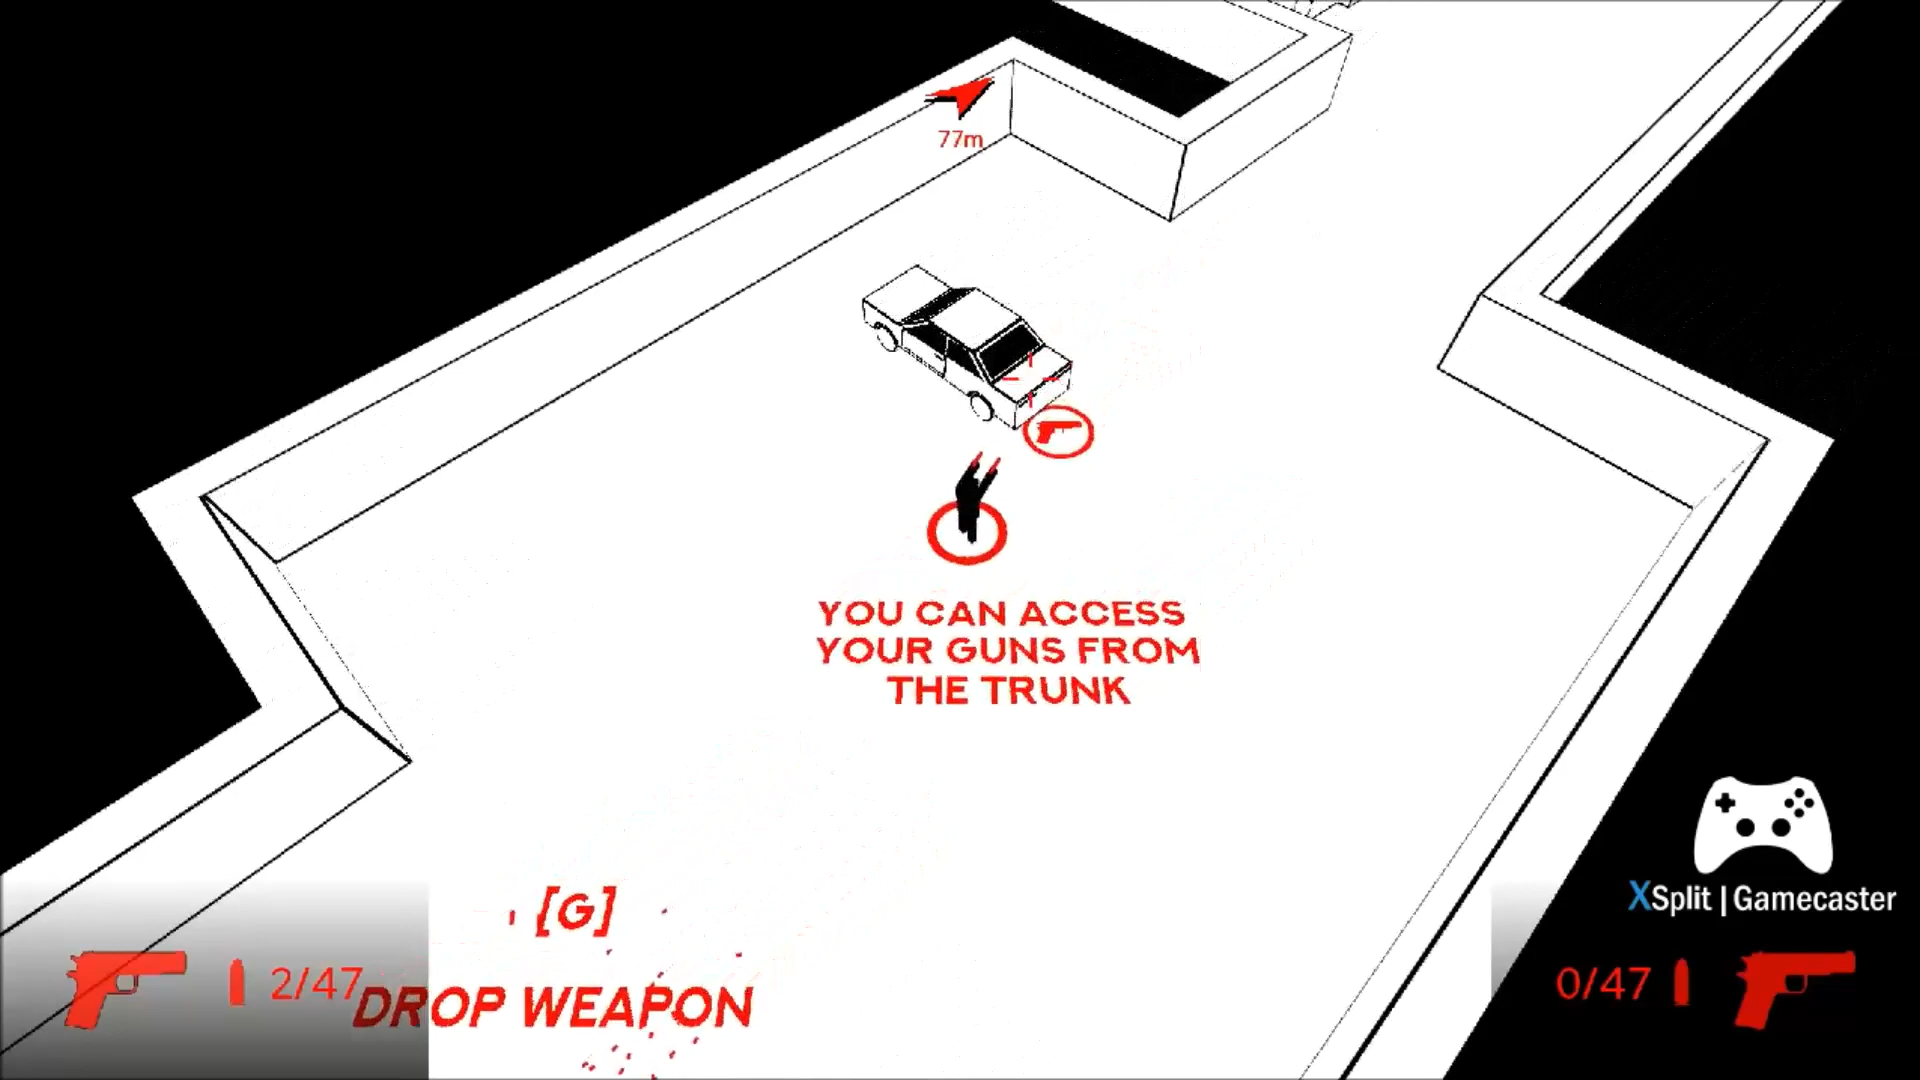 77m
YOU CAN ACCESS
YOUR GUNS FROM
THE TRUNK
[G]
DROP WEAPON
2/47
0/47
XSplit | Gamecaster